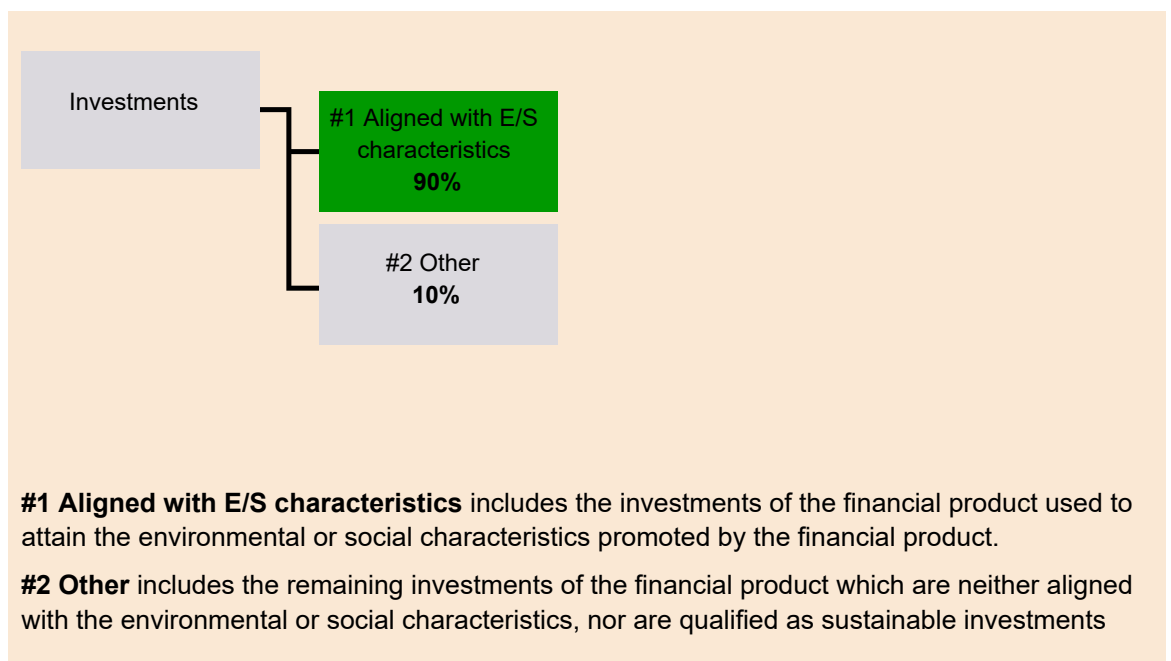 Investments
#1 Aligned with E/S
characteristics
90%
#2 Other
10%
#1 Aligned with E/S characteristics includes the investments of the financial product used to
attain the environmental or social characteristics promoted by the financial product.
#2 Other includes the remaining investments of the financial product which are neither aligned
with the environmental or social characteristics, nor are qualified as sustainable investments